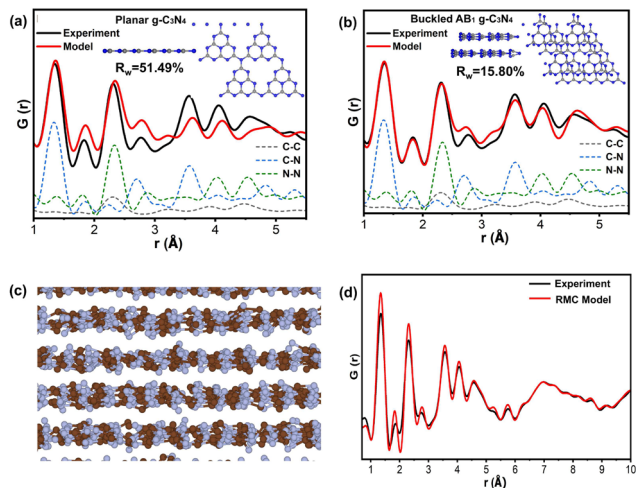 (a)
Planar g-C₃N₄
Experiment
Model
R_w=51.49%
G (r)
C-C
C-N
N-N
1 2 3 4 5
r (Å)
(b)
Buckled AB₁ g-C₃N₄
Experiment
Model
R_w=15.80%
G (r)
C-C
C-N
N-N
1 2 3 4 5
r (Å)
(c)
(d)
Experiment
RMC Model
G (r)
1 2 3 4 5 6 7 8 9 10
r (Å)